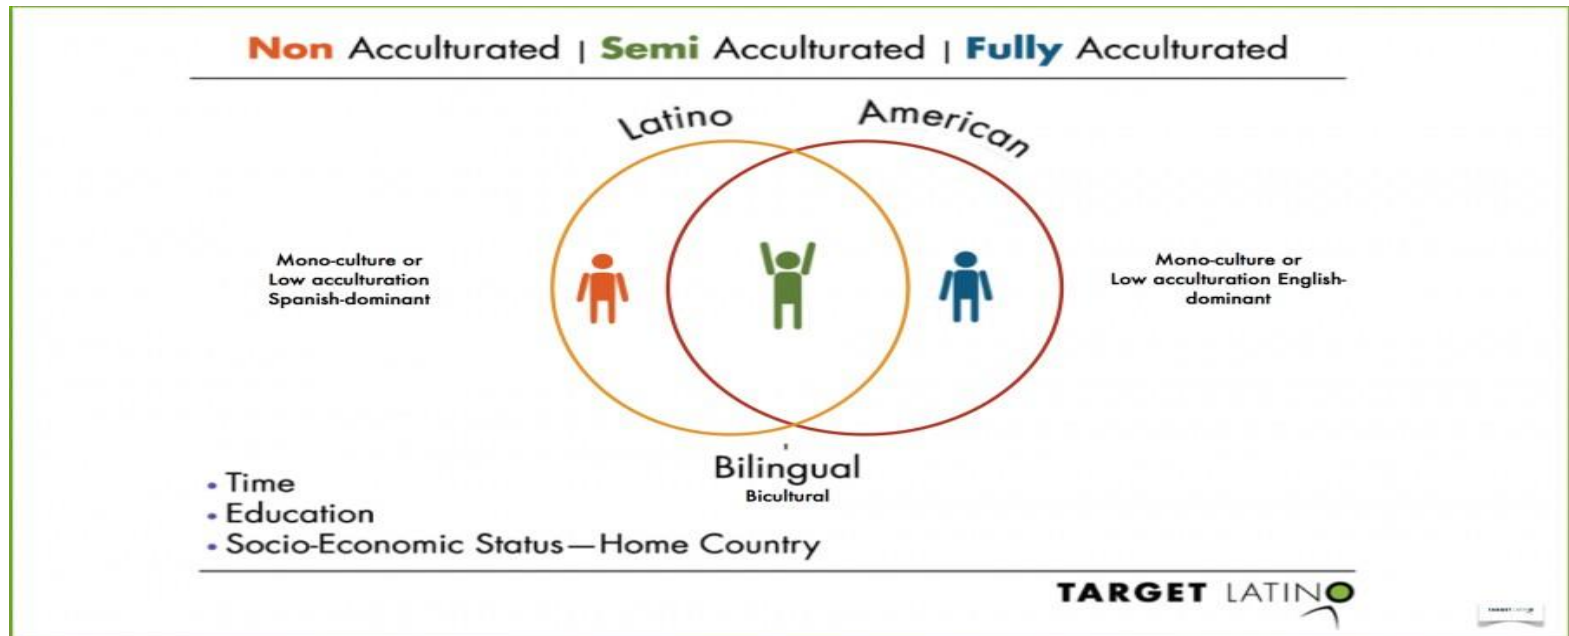 Non Acculturated | Semi Acculturated | Fully Acculturated
Latino
American
Mono-culture or
Low acculturation
Spanish-dominant
Mono-culture or
Low acculturation English-
dominant
Bilingual
Bicultural
• Time
• Education
• Socio-Economic Status—Home Country
TARGET LATINO